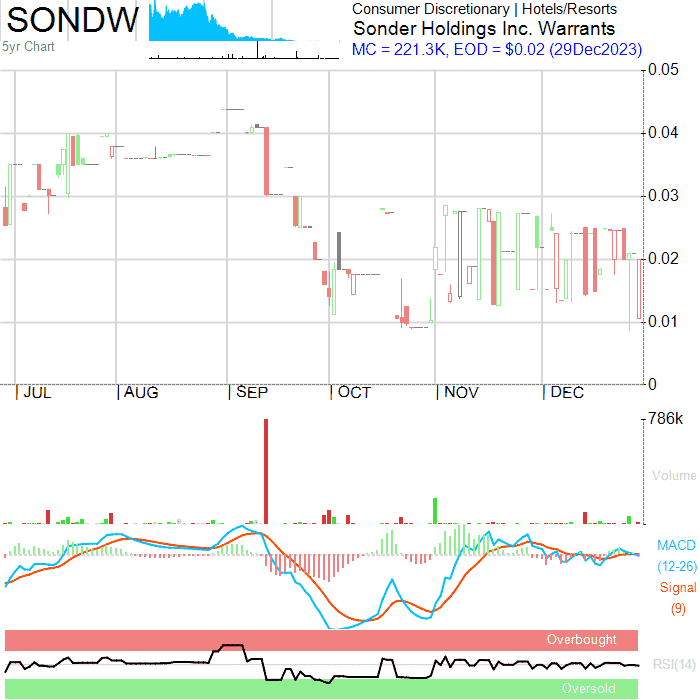 SONDW
5yr Chart
Consumer Discretionary | Hotels/Resorts
Sonder Holdings Inc. Warrants
MC = 221.3K, EOD = $0.02 (29Dec2023)
0.05
0.04
0.03
0.02
0.01
0
JUL AUG SEP OCT NOV DEC
786k
Volume
MACD
(12-26)
Signal
(9)
Overbought
RSI(14)
Oversold